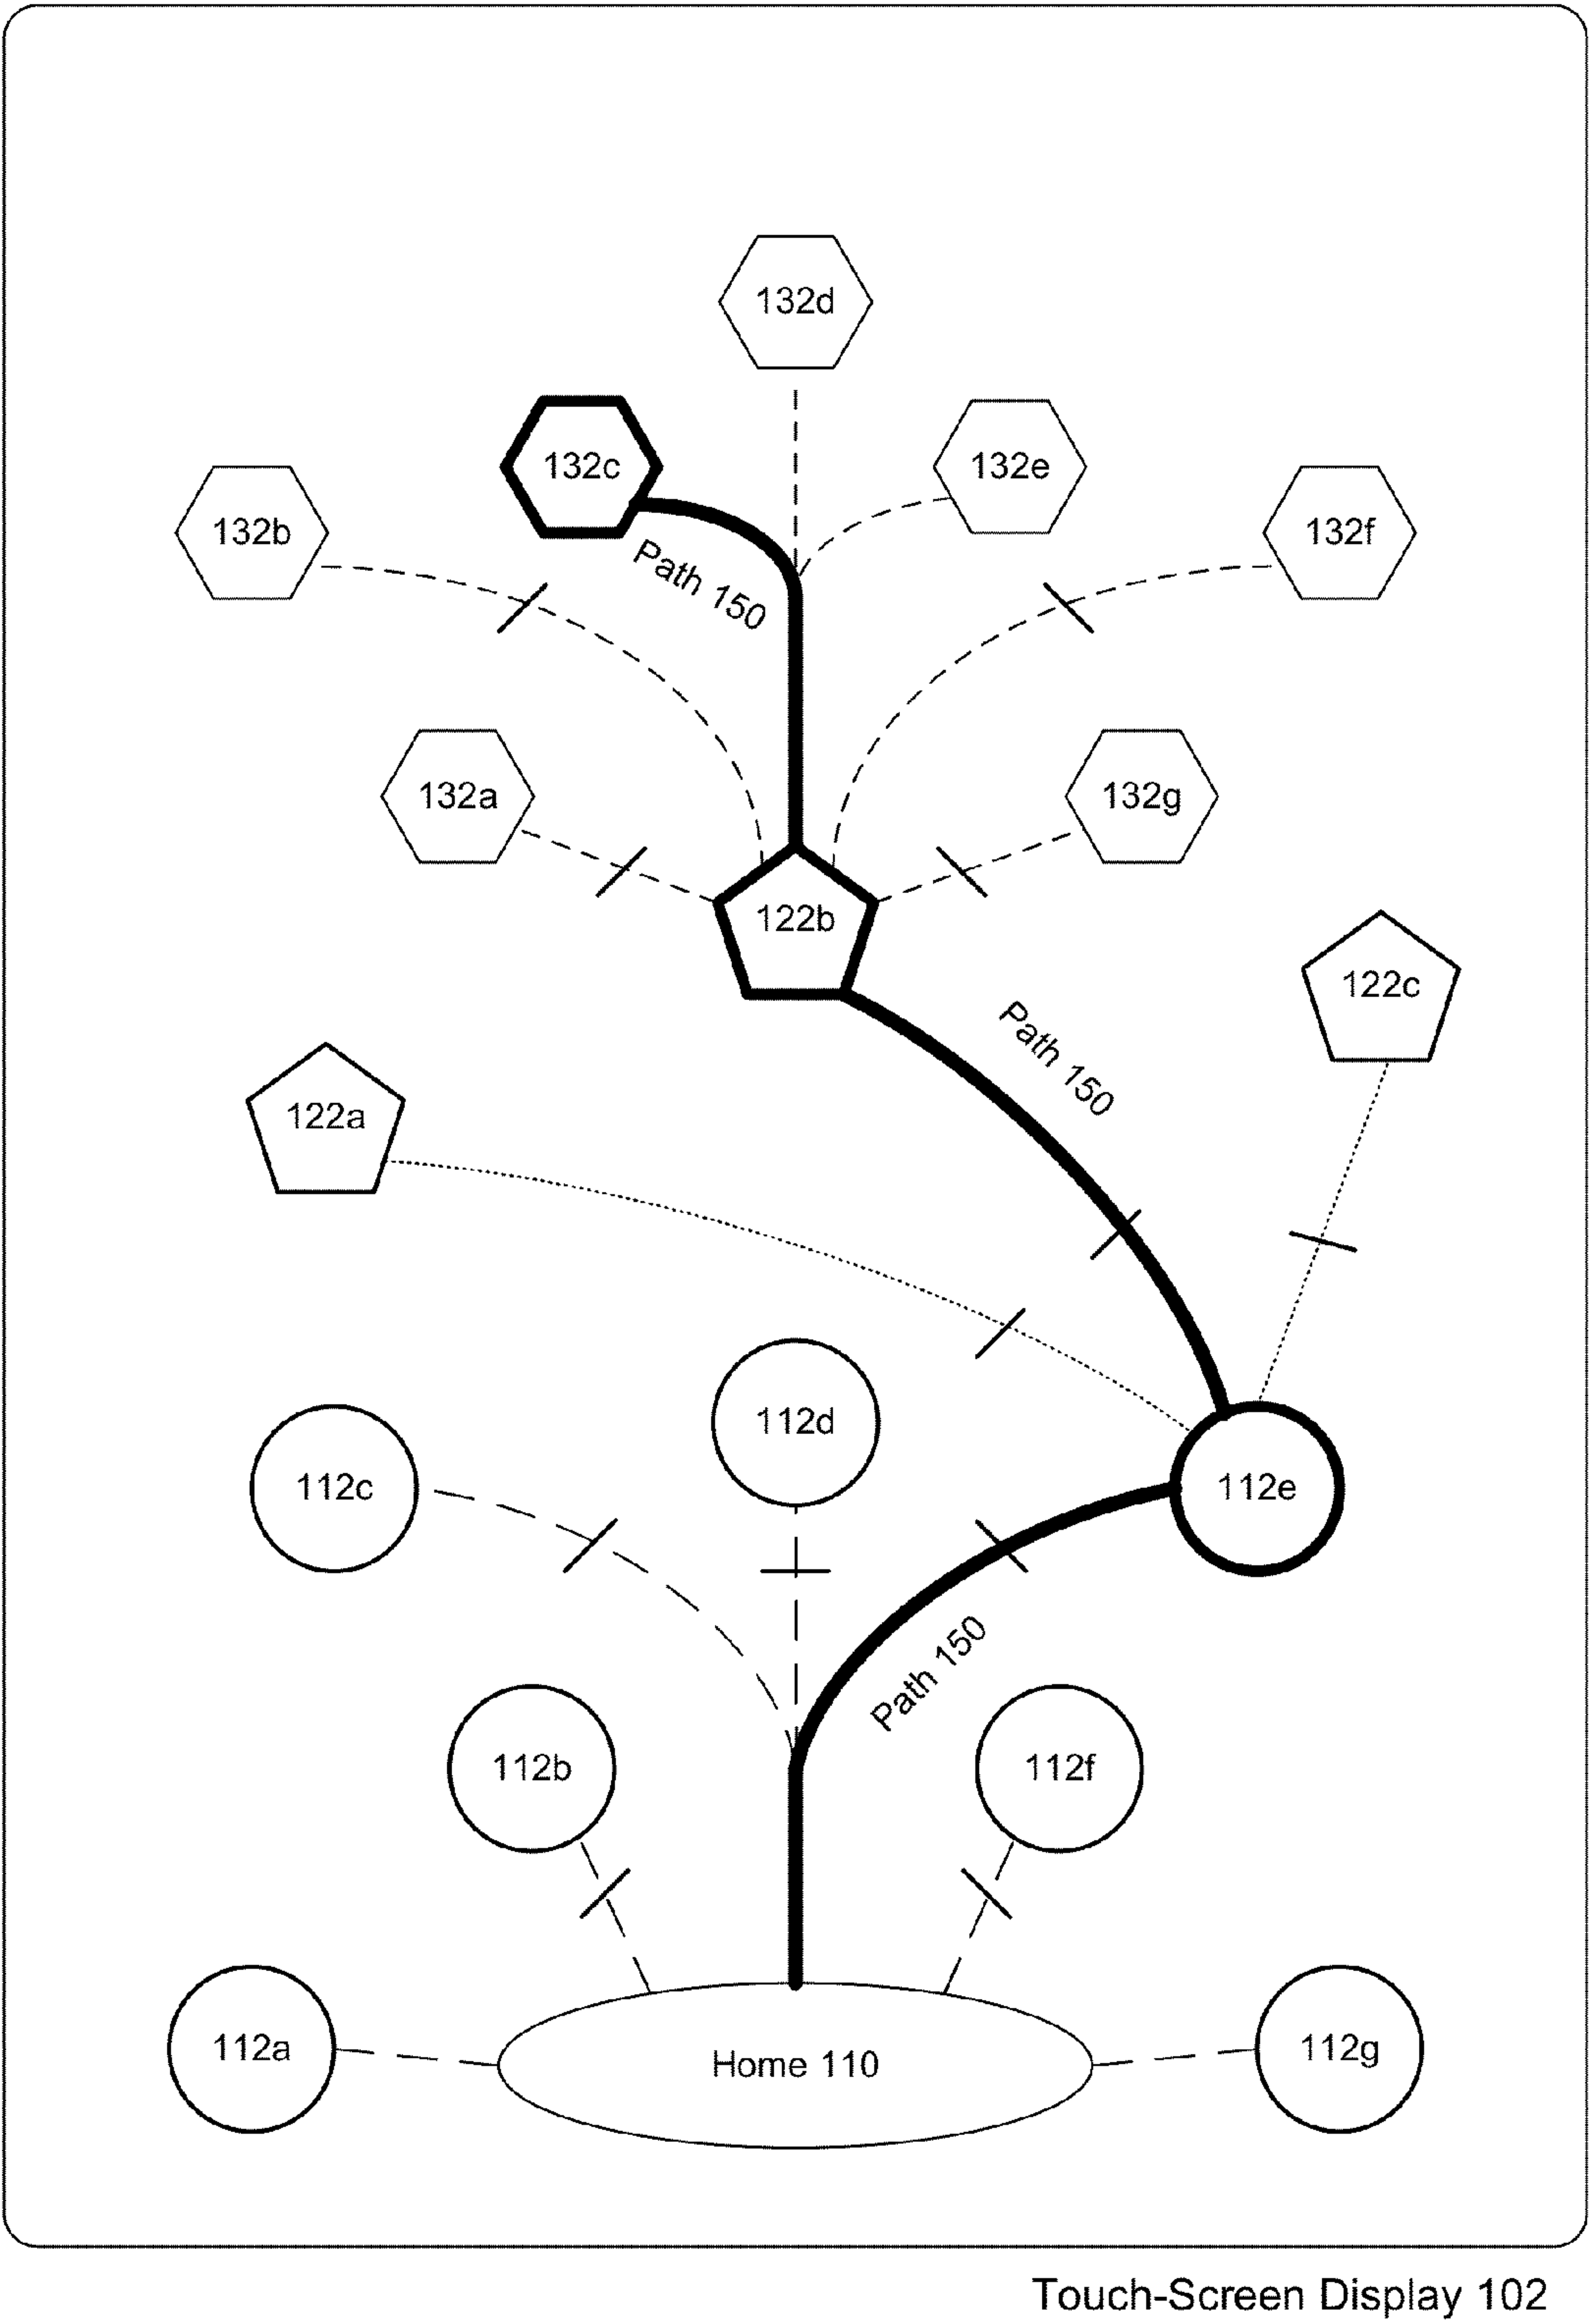 132d
132c
132e
132b
132f
Path 150
132a
132g
122b
122c
Path 150
122a
112d
112c
112e
Path 150
112b
112f
112a
Home 110
112g
Touch-Screen Display 102